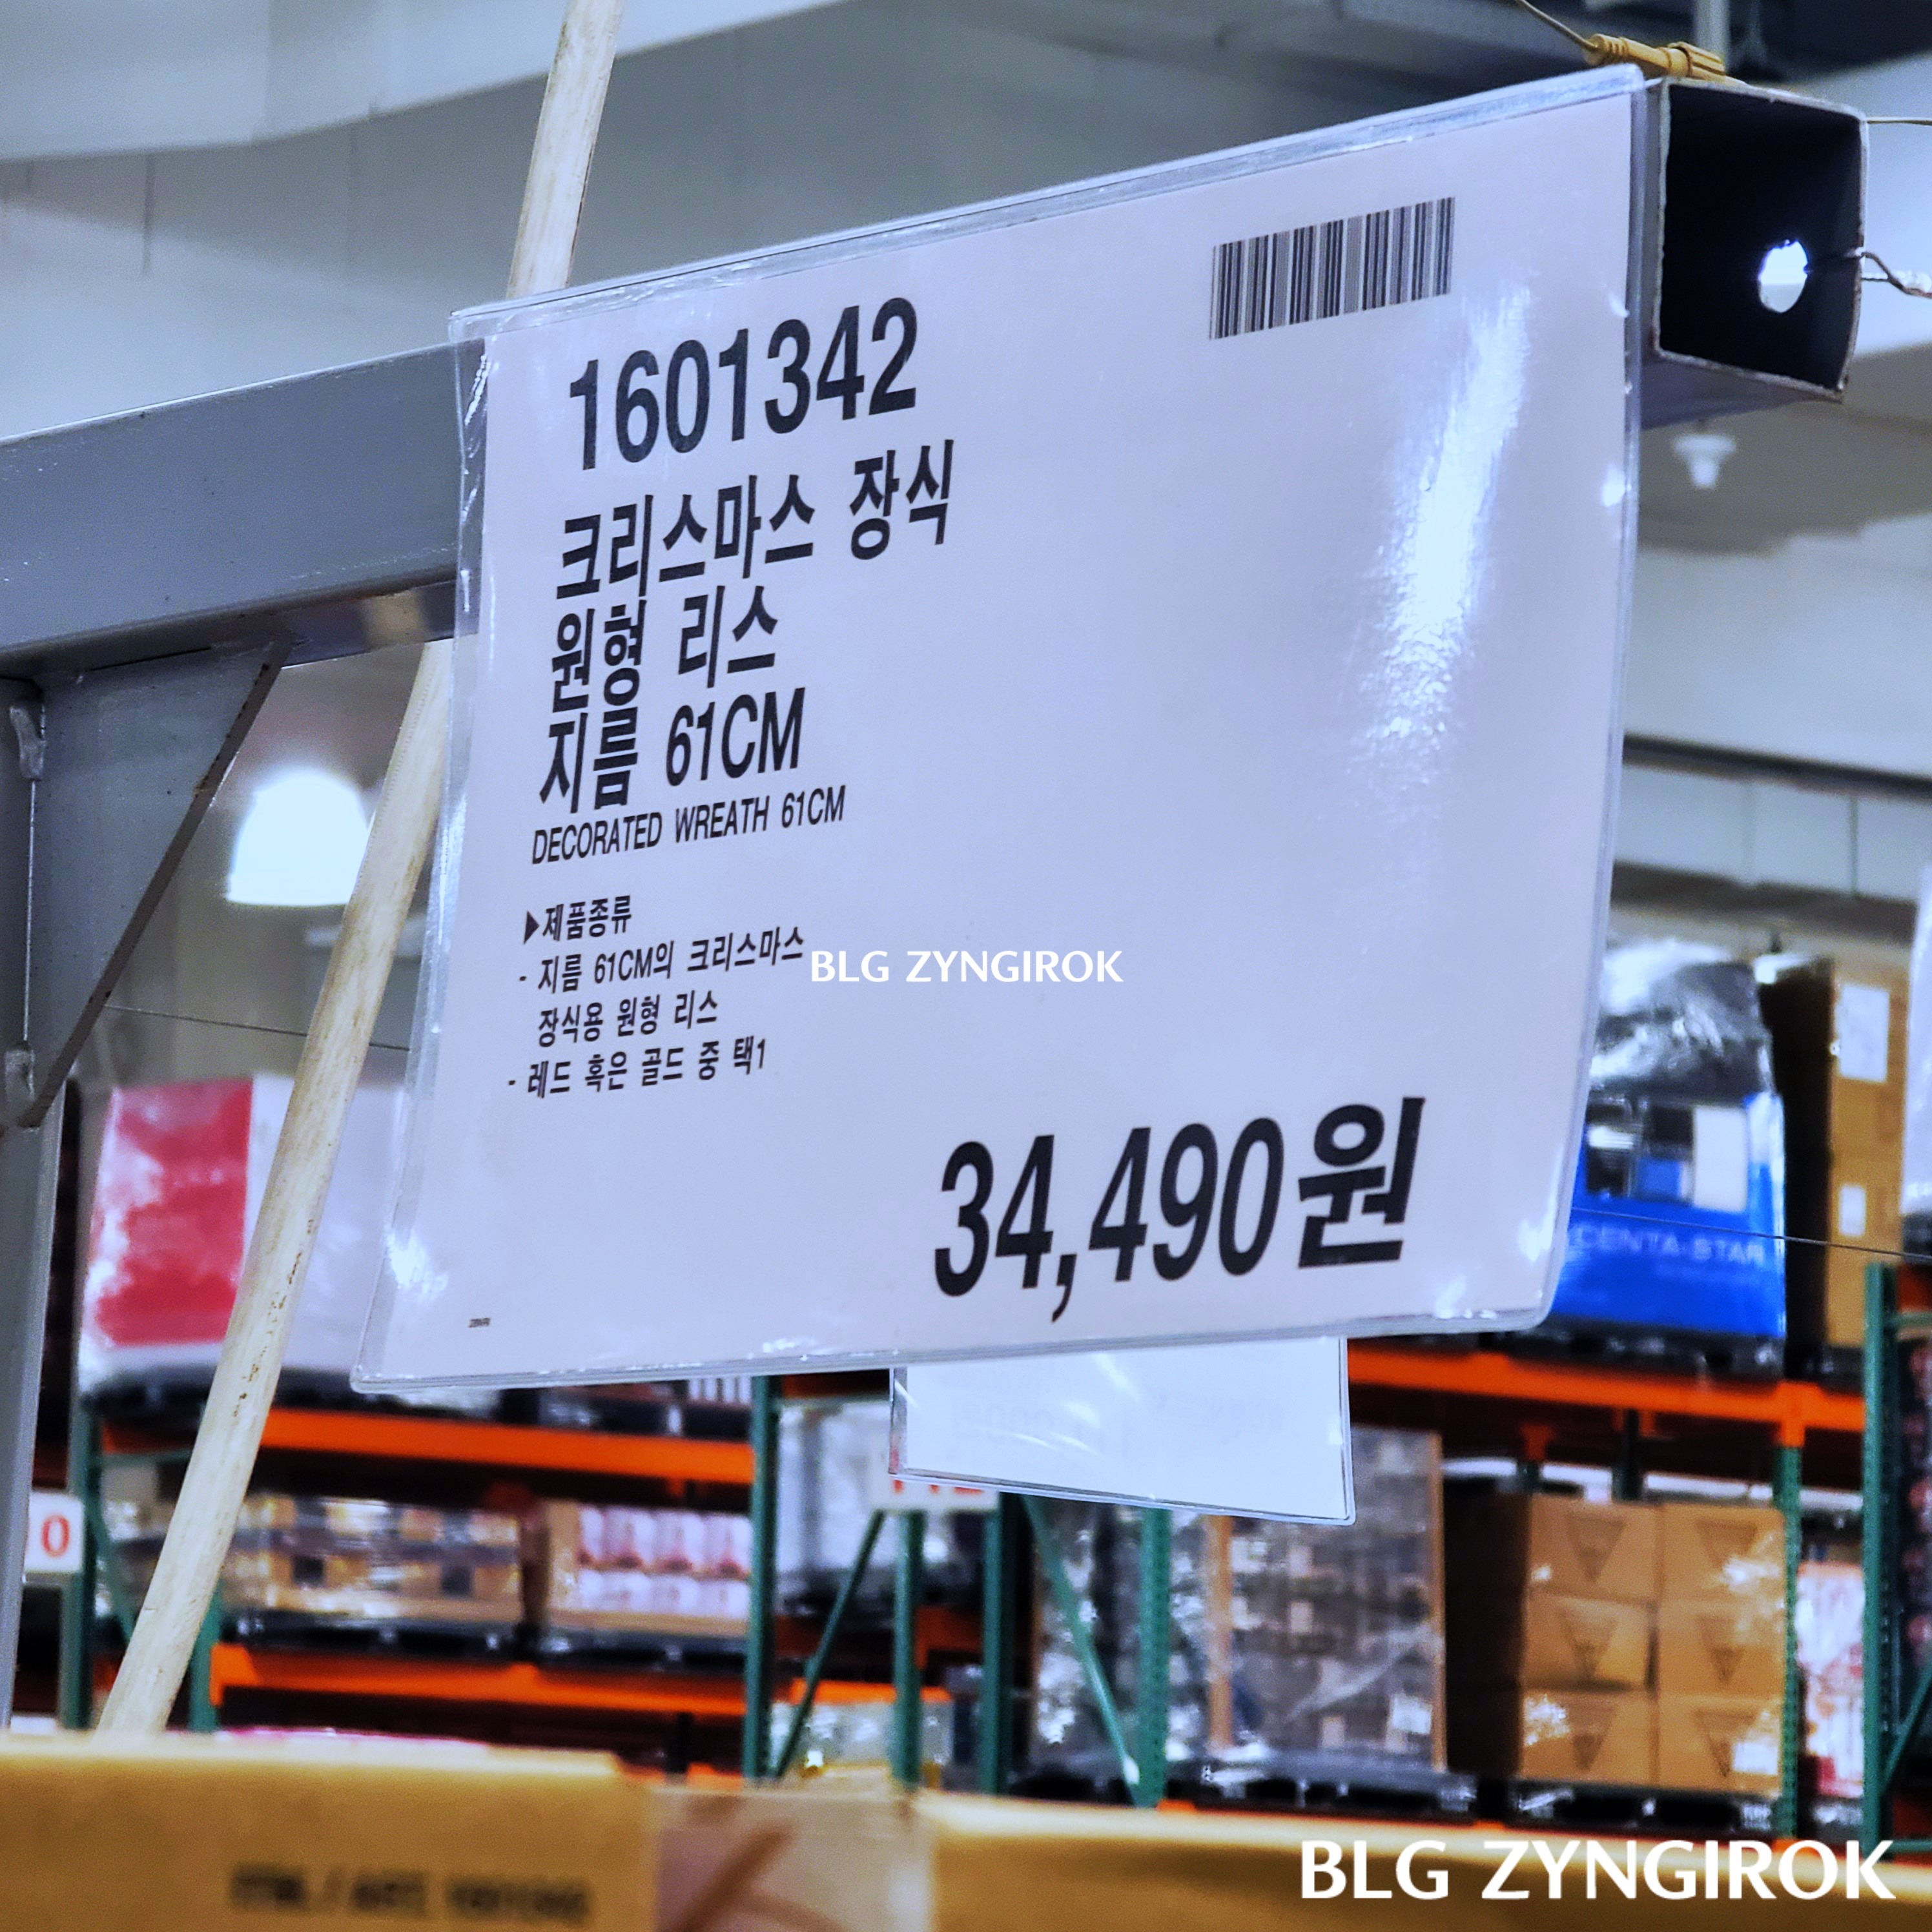 1601342
크리스마스 장식
원형 리스
지름 61CM
DECORATED WREATH 61CM
▶제품종류
- 지름 61CM의 크리스마스
장식용 원형 리스
- 레드 혹은 골드 중 택1
34,490원
BLG ZYNGIROK
CENTA-STAR
0
BLG ZYNGIROK